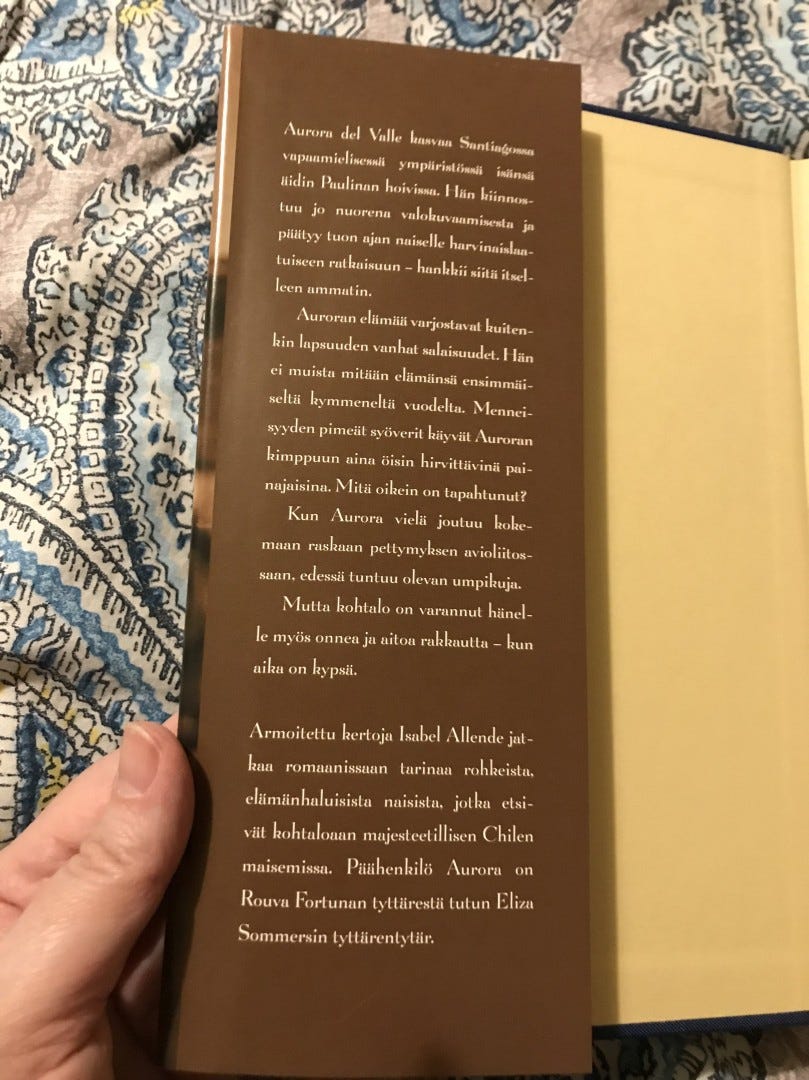 Aurora del Valle kasvaa Santiagossa
vapaamielisessä ympäristössä isänsä
äidin Paulinan hoivissa. Hän kiinnos-
tuu jo nuorena valokuvaamisesta ja
päätyy tuon ajan naiselle harvinaislaa-
tuiseen ratkaisuun – hankkii siitä itsel-
leen ammatin.
Auroran elämää varjostavat kuiten-
kin lapsuuden vanhat salaisuudet. Hän
ei muista mitään elämänsä ensimmäi-
seltä kymmeneltä vuodelta. Mennei-
syyden pimeät syöverit käyvät Auroran
kimppuun aina öisin hirvittävinä pai-
najaisina. Mitä oikein on tapahtunut?
Kun Aurora vielä joutuu koke-
maan raskaan pettymyksen avioliitos-
saan, edessä tuntuu olevan umpikuja.
Mutta kohtalo on varannut hänel-
le myös onnea ja aitoa rakkautta – kun
aika on kypsä.
Armoitettu kertoja Isabel Allende jat-
kaa romaanissaan tarinaa rohkeista,
elämänhaluisista naisista, jotka etsi-
vät kohtaloaan majesteetillisen Chilen
maisemissa. Päähenkilö Aurora on
Rouva Fortunan tyttärestä tutun Eliza
Sommersin tyttärentytär.